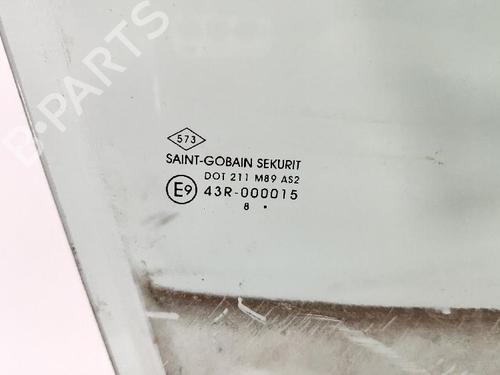 B-PARTS
573
SAINT-GOBAIN SEKURIT
DOT 211 M89 AS2
E9 43R-000015
8 •